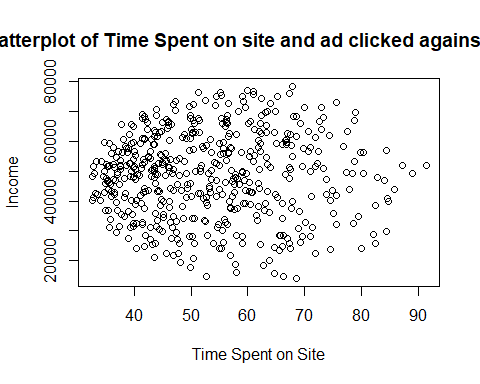 atterplot of Time Spent on site and ad clicked agains
80000
60000
40000
20000
Income
40 50 60 70 80 90
Time Spent on Site